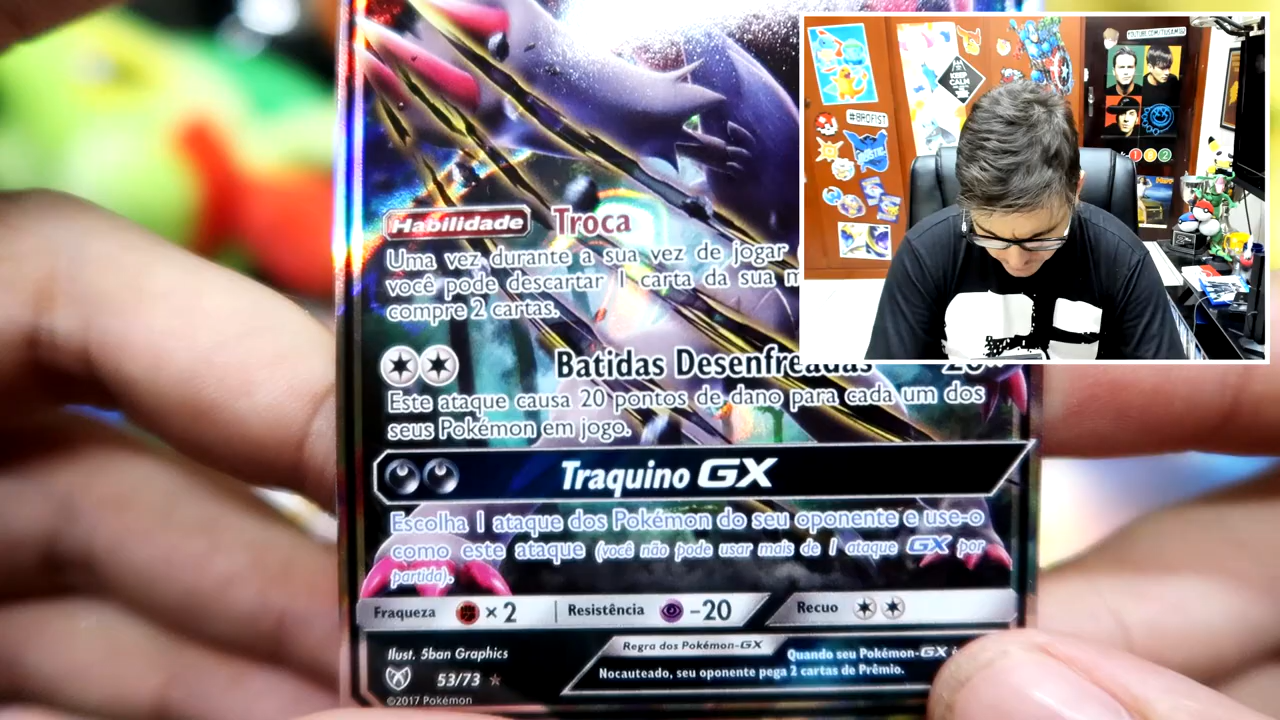 Habilidade Troca
Uma vez durante a sua vez de jogar
você pode descartar 1 carta da sua
compre 2 cartas.
Batidas Desenfreadas
Este ataque causa 20 pontos de dano para cada um dos
seus Pokémon em jogo.
Traquino GX
Escolha 1 ataque dos Pokémon do seu oponente e use-o
como este ataque (você não pode usar mais de 1 ataque GX por
partida).
Fraqueza ×2 Resistência -20 Recuo
Ilust. 5ban Graphics
53/73
©2017 Pokémon
Regra dos Pokémon-GX
Quando seu Pokémon-GX é
Nocauteado, seu oponente pega 2 cartas de Prêmio.
KEEP
CALM
#BROFIST
182